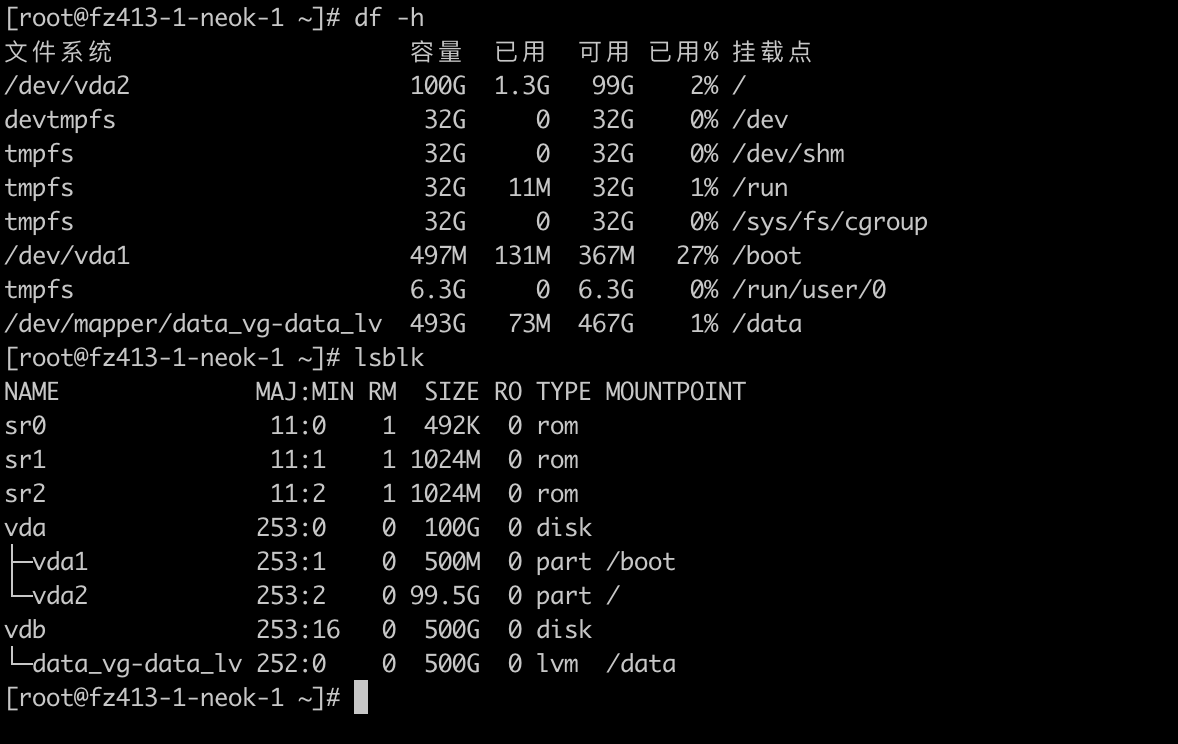 [root@fz413-1-neok-1 ~]# df -h
文件系统                     容量  已用  可用 已用% 挂载点
/dev/vda2                    100G  1.3G   99G    2% /
devtmpfs                      32G     0   32G    0% /dev
tmpfs                         32G     0   32G    0% /dev/shm
tmpfs                         32G   11M   32G    1% /run
tmpfs                         32G     0   32G    0% /sys/fs/cgroup
/dev/vda1                    497M  131M  367M   27% /boot
tmpfs                        6.3G     0  6.3G    0% /run/user/0
/dev/mapper/data_vg-data_lv  493G   73M  467G    1% /data
[root@fz413-1-neok-1 ~]# lsblk
NAME              MAJ:MIN RM  SIZE RO TYPE MOUNTPOINT
sr0                11:0    1  492K  0 rom
sr1                11:1    1 1024M  0 rom
sr2                11:2    1 1024M  0 rom
vda               253:0    0  100G  0 disk
├─vda1            253:1    0  500M  0 part /boot
└─vda2            253:2    0 99.5G  0 part /
vdb               253:16   0  500G  0 disk
└─data_vg-data_lv 252:0    0  500G  0 lvm  /data
[root@fz413-1-neok-1 ~]#